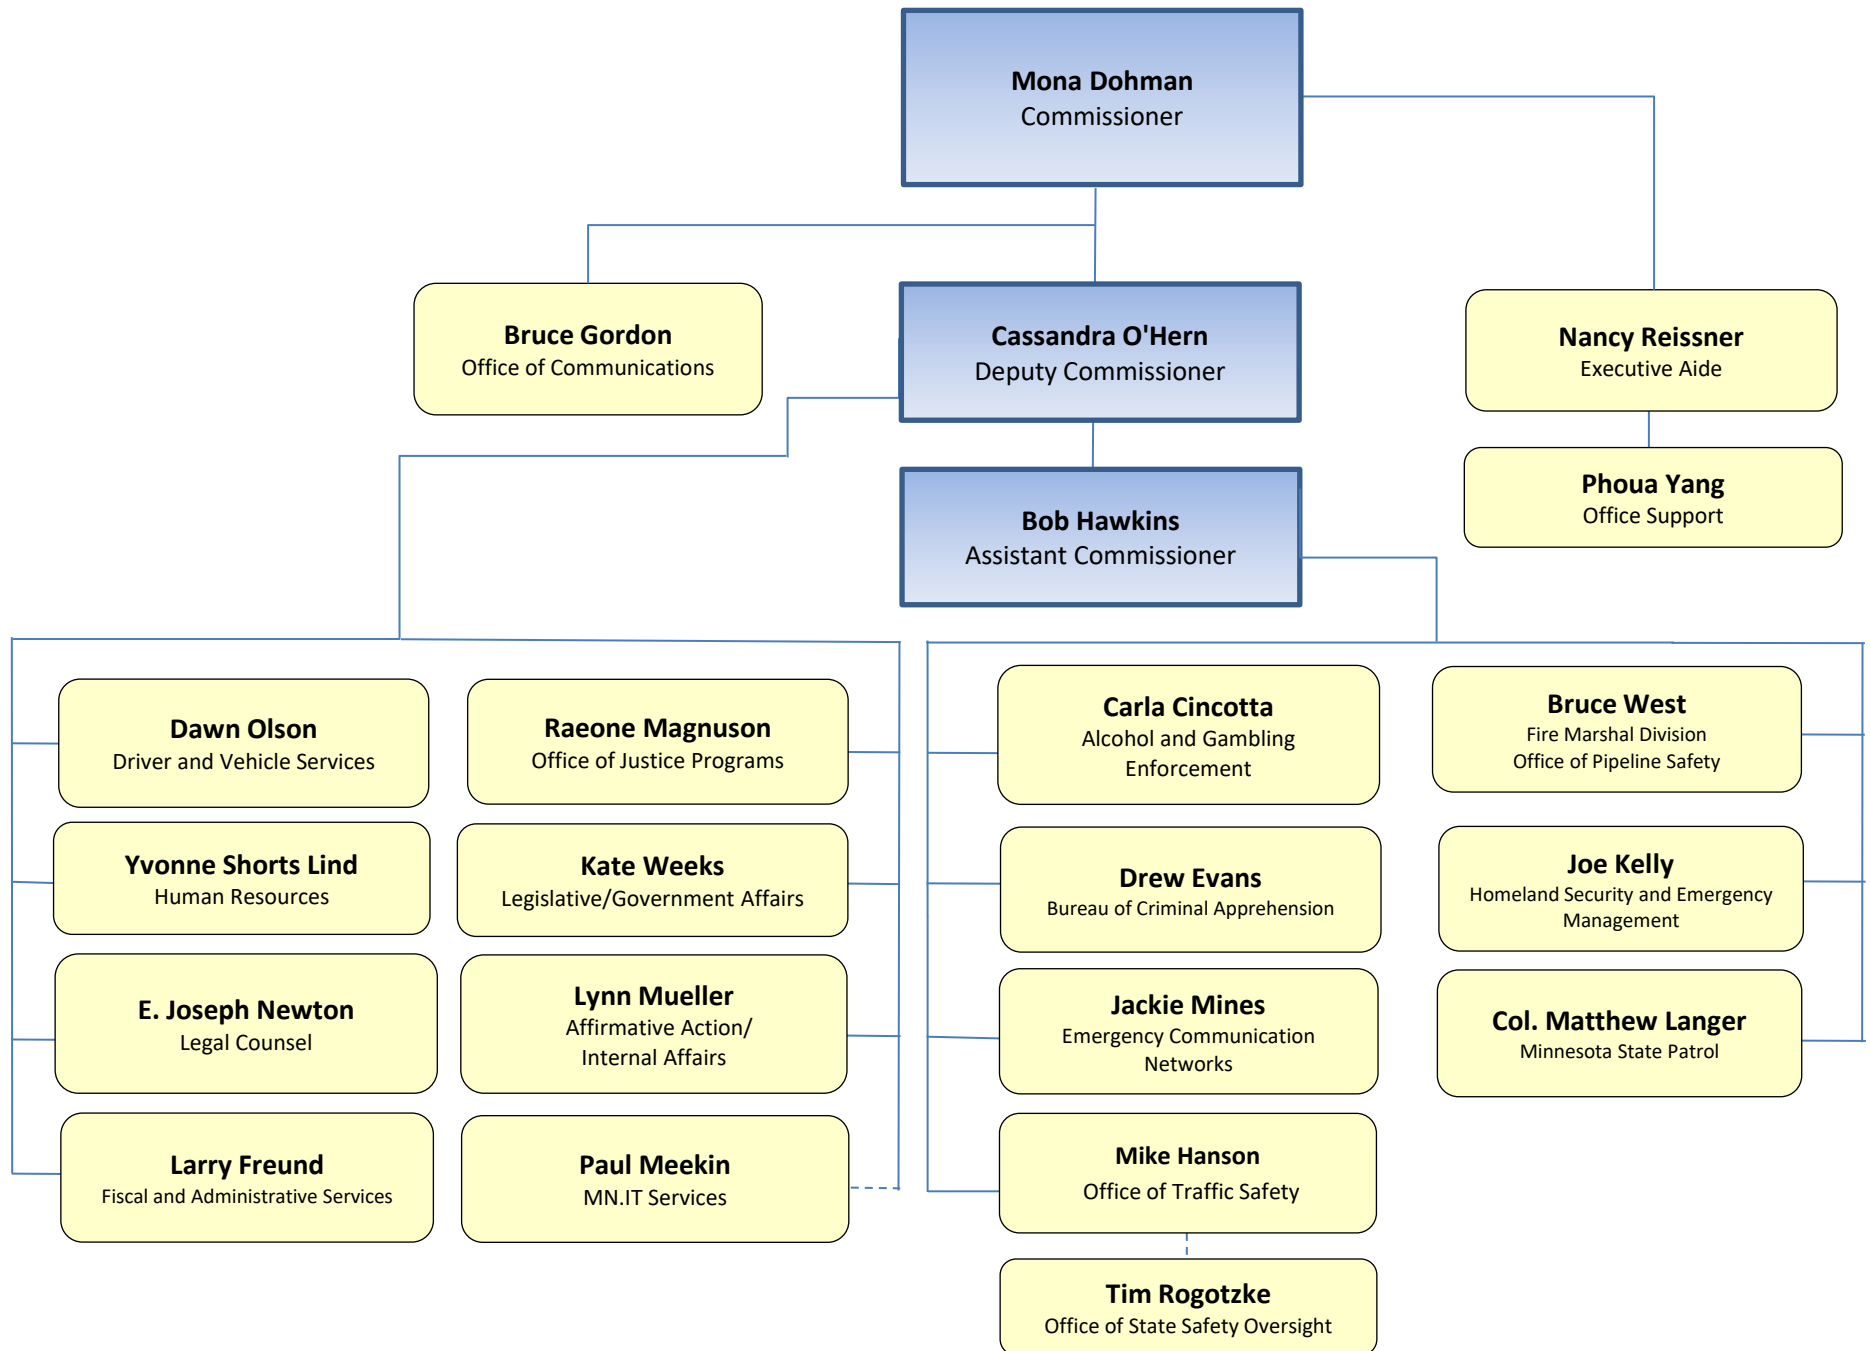 Mona Dohman
Commissioner
Bruce Gordon
Office of Communications
Cassandra O'Hern
Deputy Commissioner
Nancy Reissner
Executive Aide
Phoua Yang
Office Support
Bob Hawkins
Assistant Commissioner
Dawn Olson
Driver and Vehicle Services
Raeone Magnuson
Office of Justice Programs
Yvonne Shorts Lind
Human Resources
Kate Weeks
Legislative/Government Affairs
E. Joseph Newton
Legal Counsel
Lynn Mueller
Affirmative Action/
Internal Affairs
Larry Freund
Fiscal and Administrative Services
Paul Meekin
MN.IT Services
Carla Cincotta
Alcohol and Gambling
Enforcement
Bruce West
Fire Marshal Division
Office of Pipeline Safety
Drew Evans
Bureau of Criminal Apprehension
Joe Kelly
Homeland Security and Emergency
Management
Jackie Mines
Emergency Communication
Networks
Col. Matthew Langer
Minnesota State Patrol
Mike Hanson
Office of Traffic Safety
Tim Rogotzke
Office of State Safety Oversight